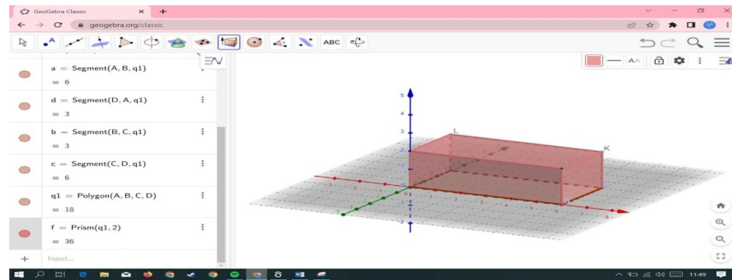 GeoGebra Classic
geogebra.org/classic
ABC
a = Segment(A, B, q1)
= 6
d = Segment(D, A, q1)
= 3
b = Segment(B, C, q1)
= 3
c = Segment(C, D, q1)
= 6
q1 = Polygon(A, B, C, D)
= 18
f = Prism(q1, 2)
= 36
Input...
AA
L
K
11:49